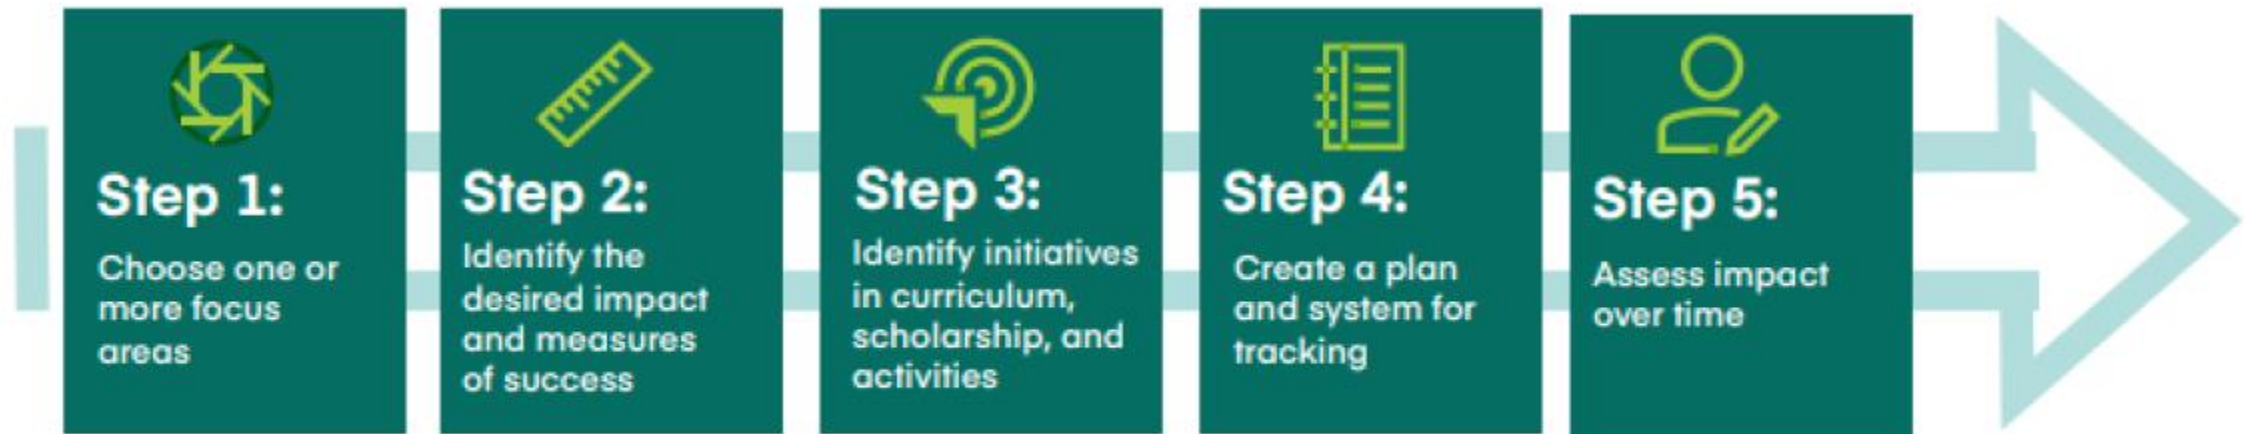 Step 1:
Choose one or
more focus
areas
Step 2:
Identify the
desired impact
and measures
of success
Step 3:
Identify initiatives
in curriculum,
scholarship, and
activities
Step 4:
Create a plan
and system for
tracking
Step 5:
Assess impact
over time